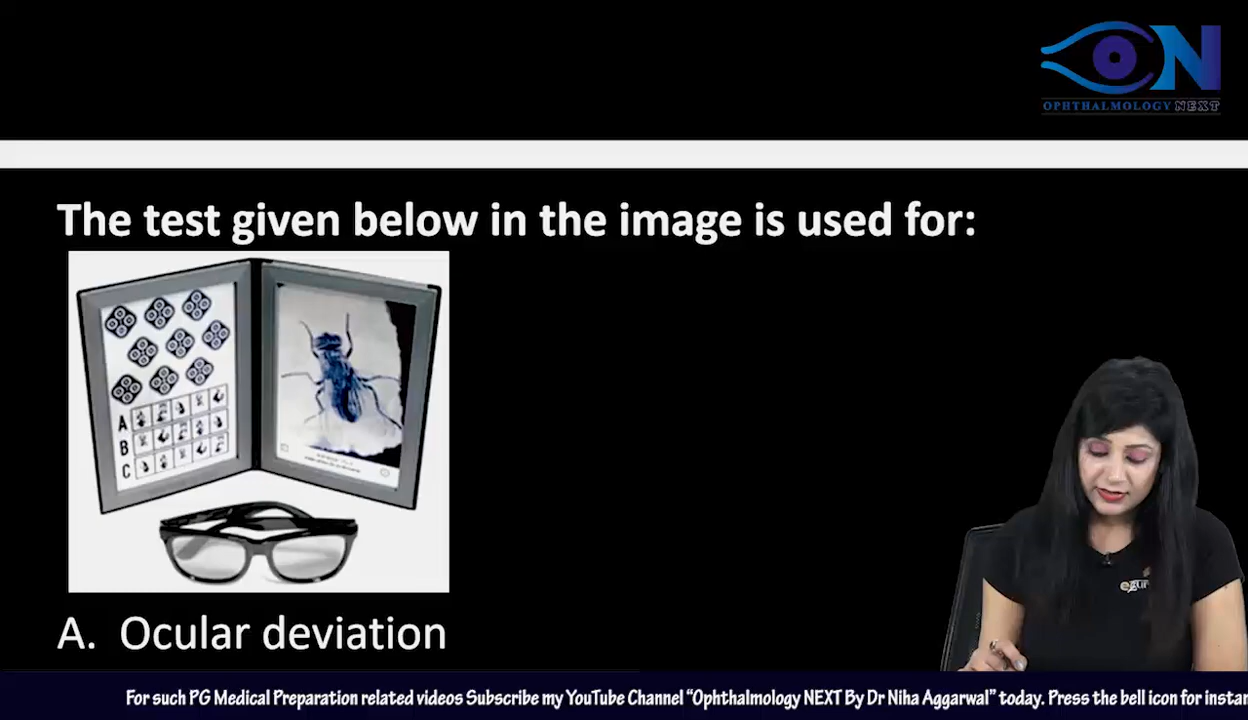 ON
OPHTHALMOLOGY NEXT
The test given below in the image is used for:
A
B
C
A. Ocular deviation
For such PG Medical Preparation related videos Subscribe my YouTube Channel “Ophthalmology NEXT By Dr Niha Aggarwal” today. Press the bell icon for instan